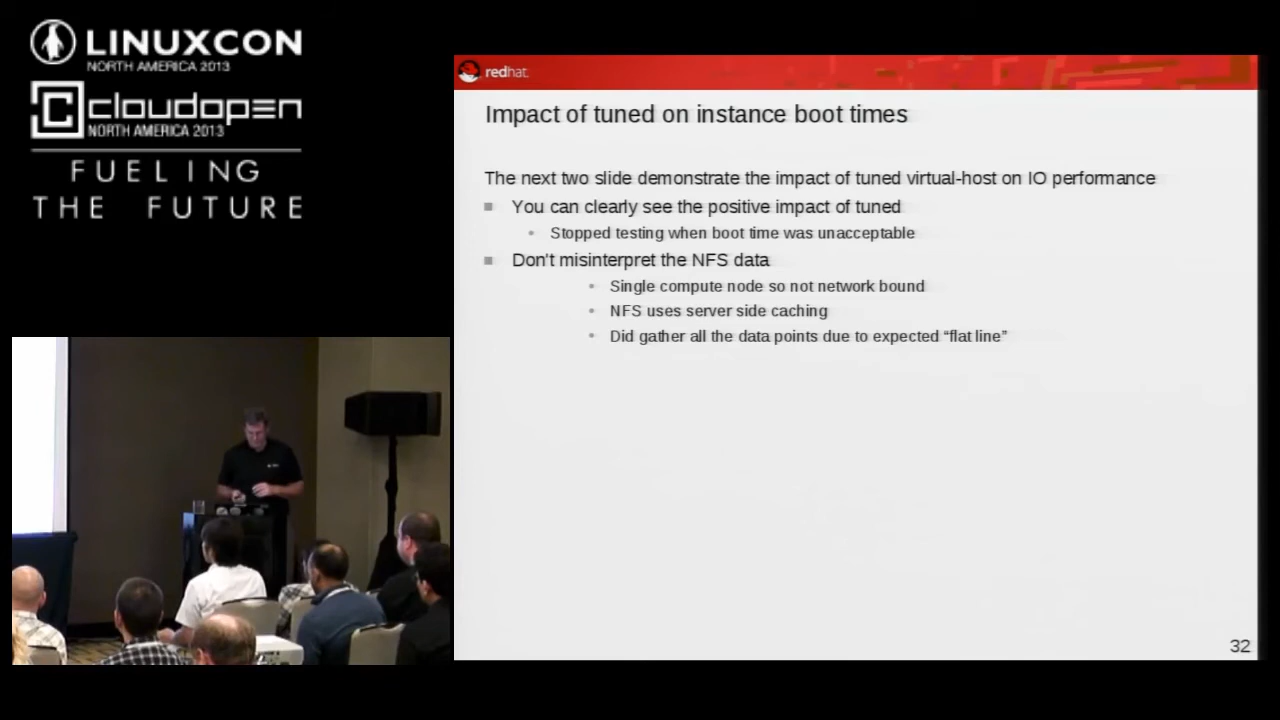 LINUXCON
NORTH AMERICA 2013
cloudopen
NORTH AMERICA 2013
FUELING
THE FUTURE
redhat.
Impact of tuned on instance boot times
The next two slide demonstrate the impact of tuned virtual-host on IO performance
You can clearly see the positive impact of tuned
Stopped testing when boot time was unacceptable
Don't misinterpret the NFS data
Single compute node so not network bound
NFS uses server side caching
Did gather all the data points due to expected “flat line”
32